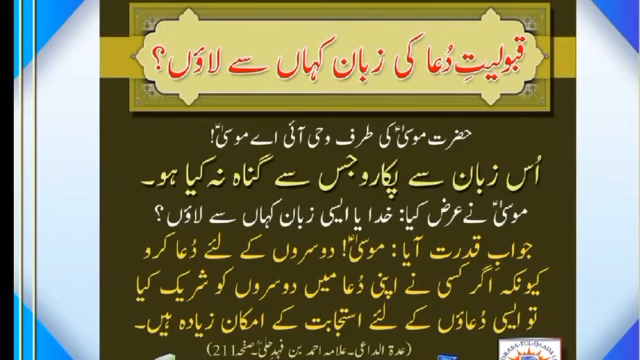 قبولیتِ دُعا کی زبان کہاں سے لاؤں؟
حضرت موسیٰؑ کی طرف وحی آئی اے موسیٰؑ!
اُس زبان سے پکارو جس سے گناہ نہ کیا ہو۔
موسیٰؑ نے عرض کیا: خدایا ایسی زبان کہاں سے لاؤں؟
جوابِ قدرت آیا: موسیٰؑ! دوسروں کے لئے دُعا کرو
کیونکہ اگر کسی نے اپنی دُعا میں دوسروں کو شریک کیا
تو ایسی دُعاؤں کے لئے استجابت کے امکان زیادہ ہیں۔
(عدۃ الداعی۔ علامہ احمد بن فہد حلیؒ۔ صفحہ 211)